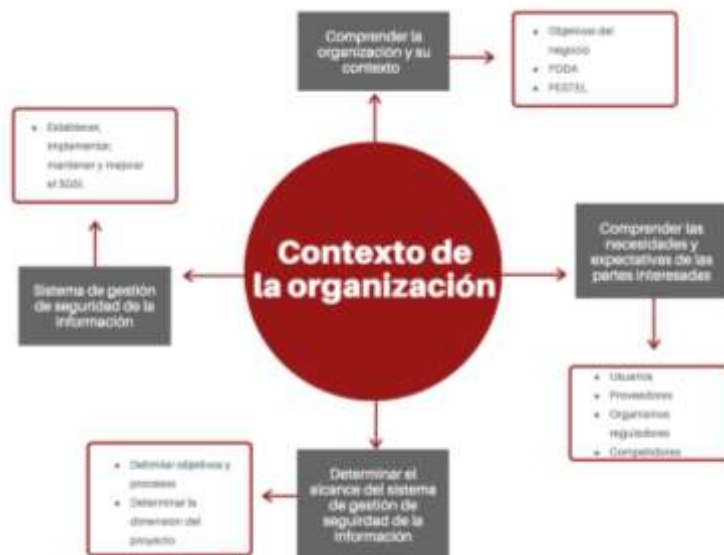 Comprender la
organización y su
contexto
• Objetivos del
negocio
• FODA
• PESTEL
• Establecer,
implementar,
mantener y mejorar
el SGSI.
Sistema de gestión
de seguridad de la
información
Contexto de
la organización
Comprender las
necesidades y
expectativas de las
partes interesadas
• Usuarios
• Proveedores
• Organismos
reguladores
• Competidores
• Delimitar objetivos y
procesos
• Determinar la
dimensión del
proyecto
Determinar el
alcance del sistema
de gestión de
seguirdad de la
información